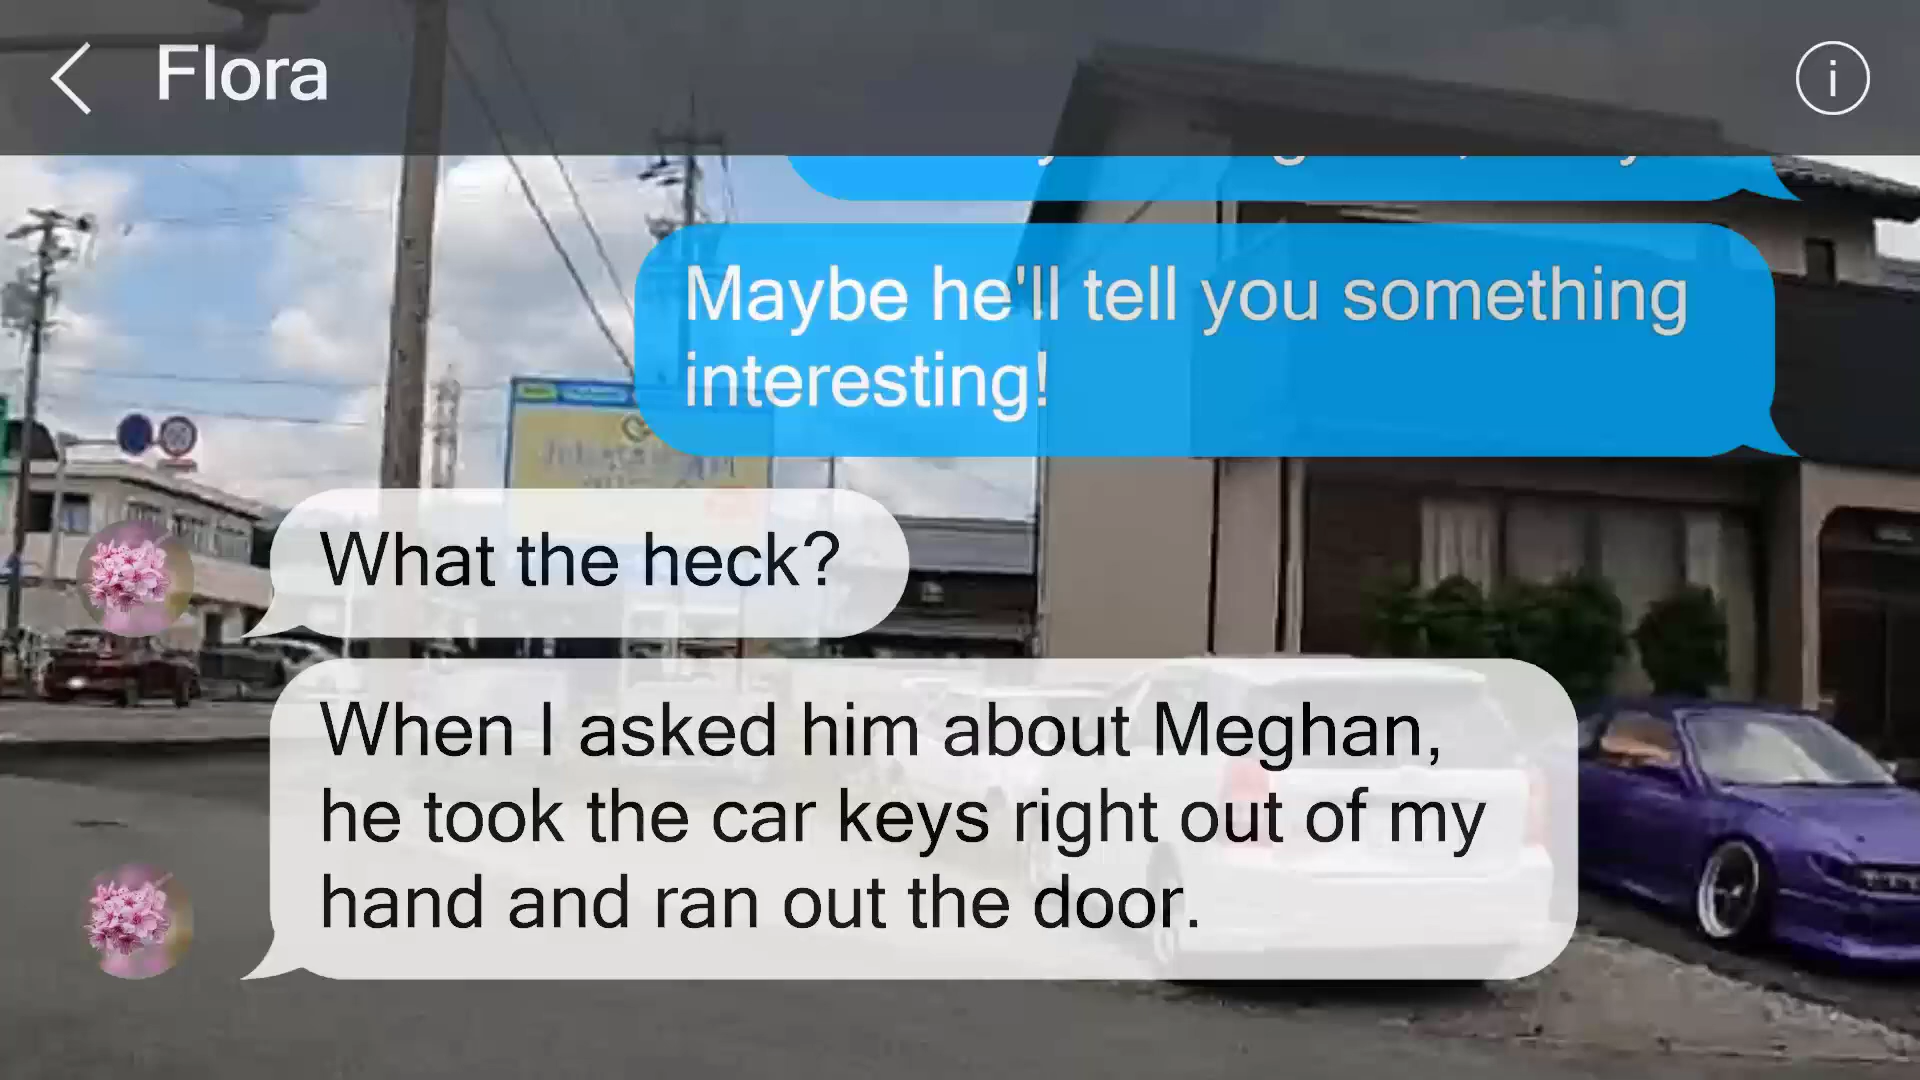 Flora
i
Maybe he'll tell you something
interesting!
What the heck?
When I asked him about Meghan,
he took the car keys right out of my
hand and ran out the door.